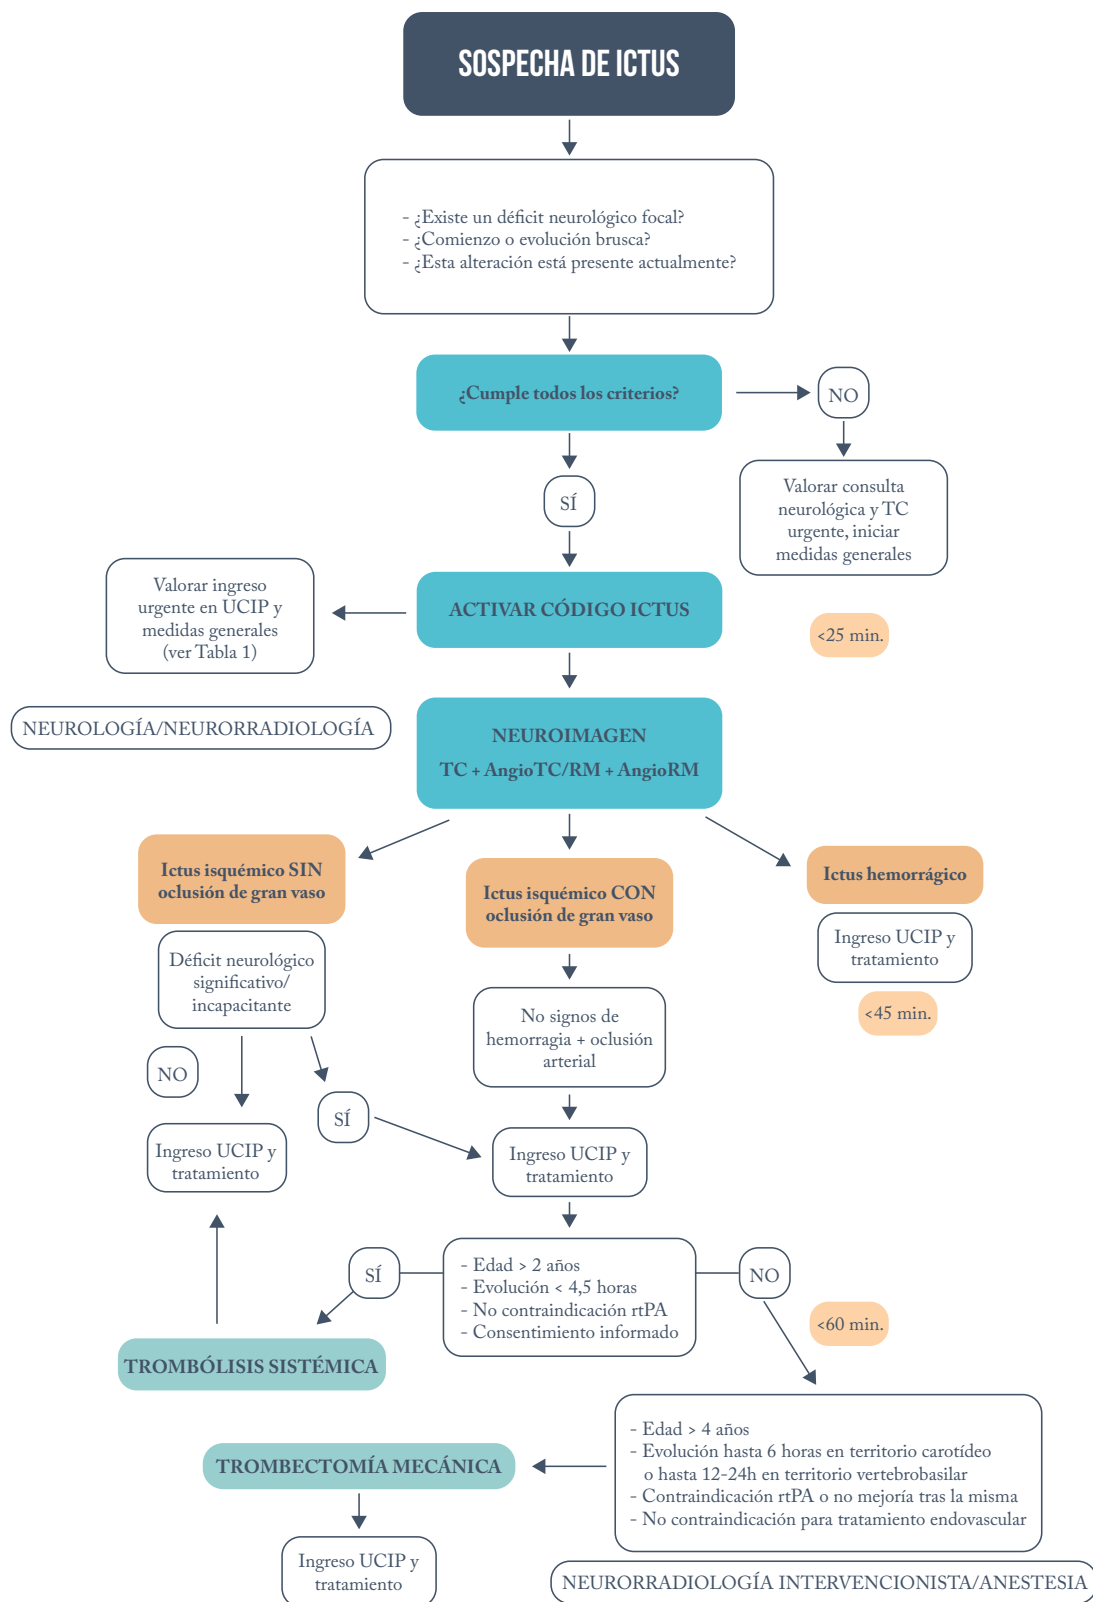 SOSPECHA DE ICTUS
- ¿Existe un déficit neurológico focal?
- ¿Comienzo o evolución brusca?
- ¿Esta alteración está presente actualmente?
¿Cumple todos los criterios?
NO
SÍ
Valorar consulta
neurológica y TC
urgente, iniciar
medidas generales
Valorar ingreso
urgente en UCIP y
medidas generales
(ver Tabla 1)
ACTIVAR CÓDIGO ICTUS
<25 min.
NEUROLOGÍA/NEURORRADIOLOGÍA
NEUROIMAGEN
TC + AngioTC/RM + AngioRM
Ictus isquémico SIN
oclusión de gran vaso
Ictus isquémico CON
oclusión de gran vaso
Ictus hemorrágico
Déficit neurológico
significativo/
incapacitante
Ingreso UCIP y
tratamiento
<45 min.
No signos de
hemorragia + oclusión
arterial
NO
SÍ
Ingreso UCIP y
tratamiento
Ingreso UCIP y
tratamiento
SÍ
- Edad > 2 años
- Evolución < 4,5 horas
- No contraindicación rtPA
- Consentimiento informado
NO
<60 min.
TROMBÓLISIS SISTÉMICA
- Edad > 4 años
- Evolución hasta 6 horas en territorio carotídeo
o hasta 12-24h en territorio vertebrobasilar
- Contraindicación rtPA o no mejoría tras la misma
- No contraindicación para tratamiento endovascular
TROMBECTOMÍA MECÁNICA
Ingreso UCIP y
tratamiento
NEURORRADIOLOGÍA INTERVENCIONISTA/ANESTESIA